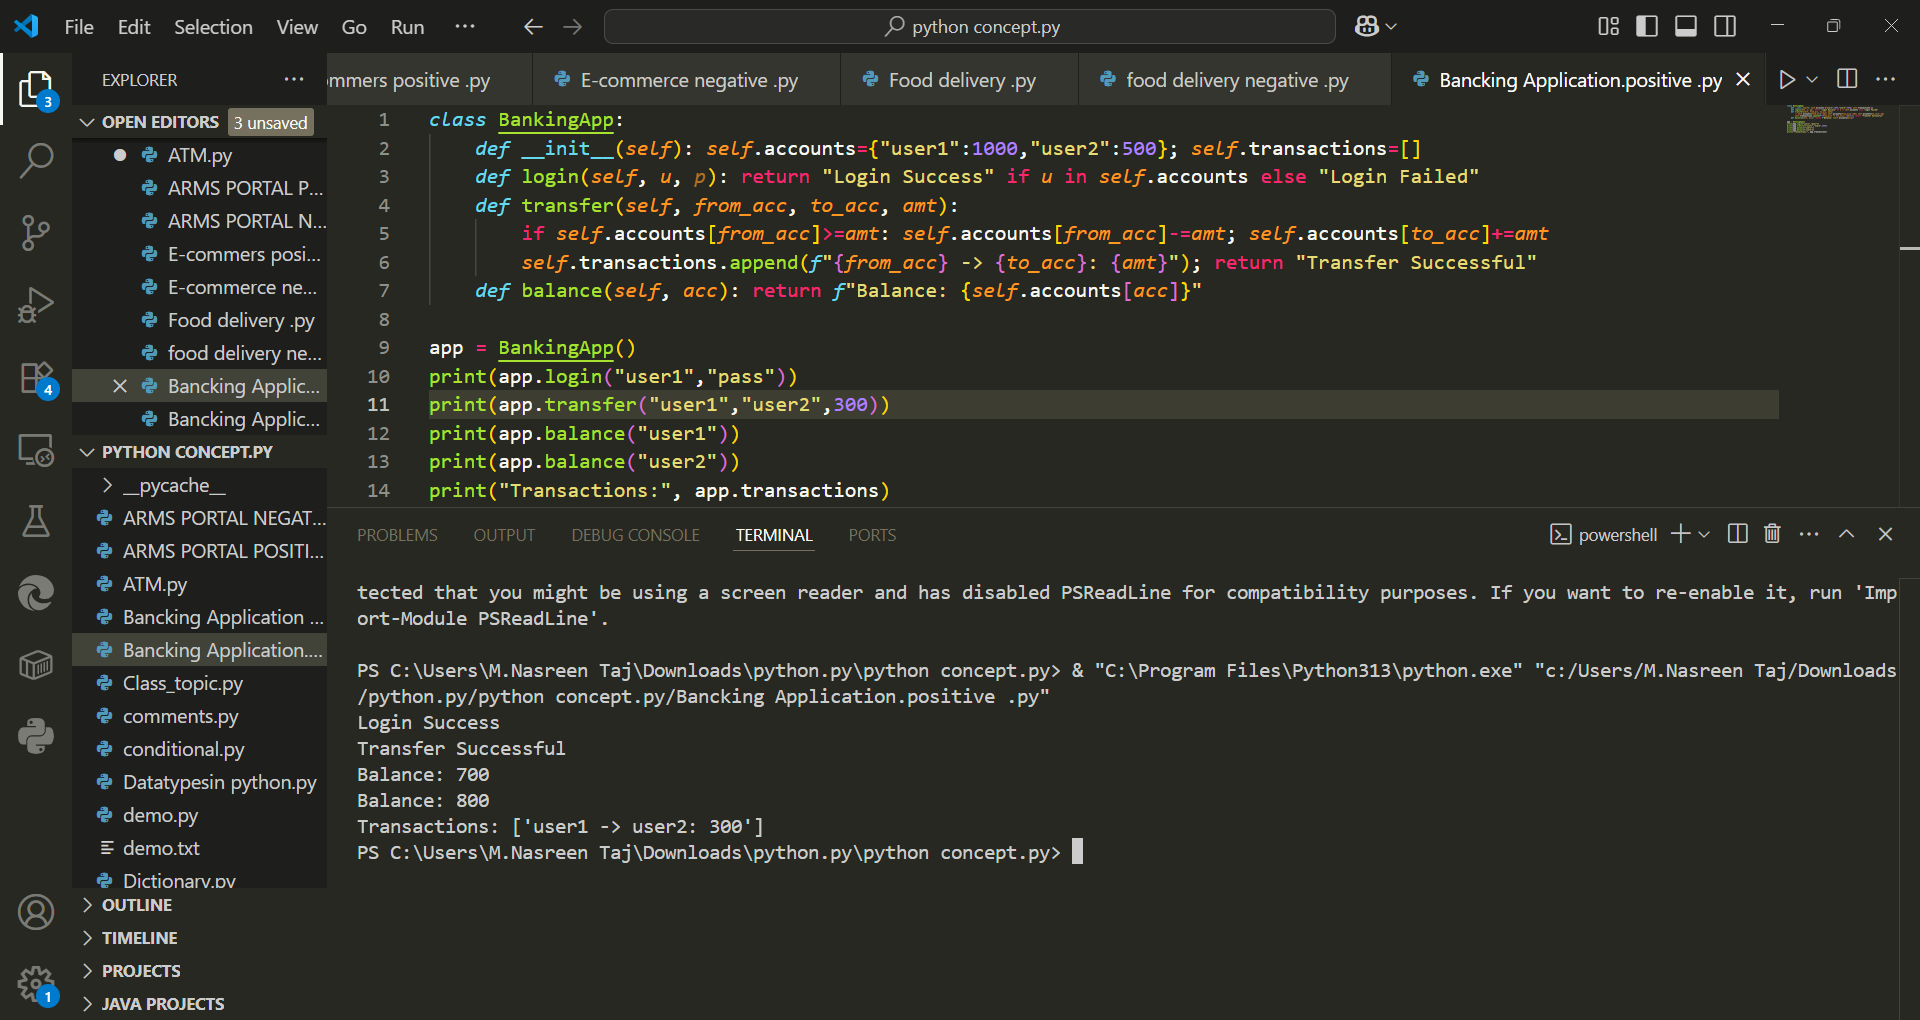 File Edit Selection View Go Run ···
python concept.py
EXPLORER ···
mmers positive .py E-commerce negative .py Food delivery .py food delivery negative .py Bancking Application.positive .py
OPEN EDITORS 3 unsaved
ATM.py
ARMS PORTAL P...
ARMS PORTAL N...
E-commers posi...
E-commerce ne...
Food delivery .py
food delivery ne...
Bancking Applic...
Bancking Applic...
PYTHON CONCEPT.PY
__pycache__
ARMS PORTAL NEGAT...
ARMS PORTAL POSITI...
ATM.py
Bancking Application ...
Bancking Application....
Class_topic.py
comments.py
conditional.py
Datatypesin python.py
demo.py
demo.txt
Dictionary.py
OUTLINE
TIMELINE
PROJECTS
JAVA PROJECTS
3
4
1
1 class BankingApp:
2 def __init__(self): self.accounts={"user1":1000,"user2":500}; self.transactions=[]
3 def login(self, u, p): return "Login Success" if u in self.accounts else "Login Failed"
4 def transfer(self, from_acc, to_acc, amt):
5 if self.accounts[from_acc]>=amt: self.accounts[from_acc]-=amt; self.accounts[to_acc]+=amt
6 self.transactions.append(f"{from_acc} -> {to_acc}: {amt}"); return "Transfer Successful"
7 def balance(self, acc): return f"Balance: {self.accounts[acc]}"
8
9 app = BankingApp()
10 print(app.login("user1","pass"))
11 print(app.transfer("user1","user2",300))
12 print(app.balance("user1"))
13 print(app.balance("user2"))
14 print("Transactions:", app.transactions)
PROBLEMS OUTPUT DEBUG CONSOLE TERMINAL PORTS powershell
tected that you might be using a screen reader and has disabled PSReadLine for compatibility purposes. If you want to re-enable it, run 'Imp
ort-Module PSReadLine'.
PS C:\Users\M.Nasreen Taj\Downloads\python.py\python concept.py> & "C:\Program Files\Python313\python.exe" "c:/Users/M.Nasreen Taj/Downloads
/python.py/python concept.py/Bancking Application.positive .py"
Login Success
Transfer Successful
Balance: 700
Balance: 800
Transactions: ['user1 -> user2: 300']
PS C:\Users\M.Nasreen Taj\Downloads\python.py\python concept.py>